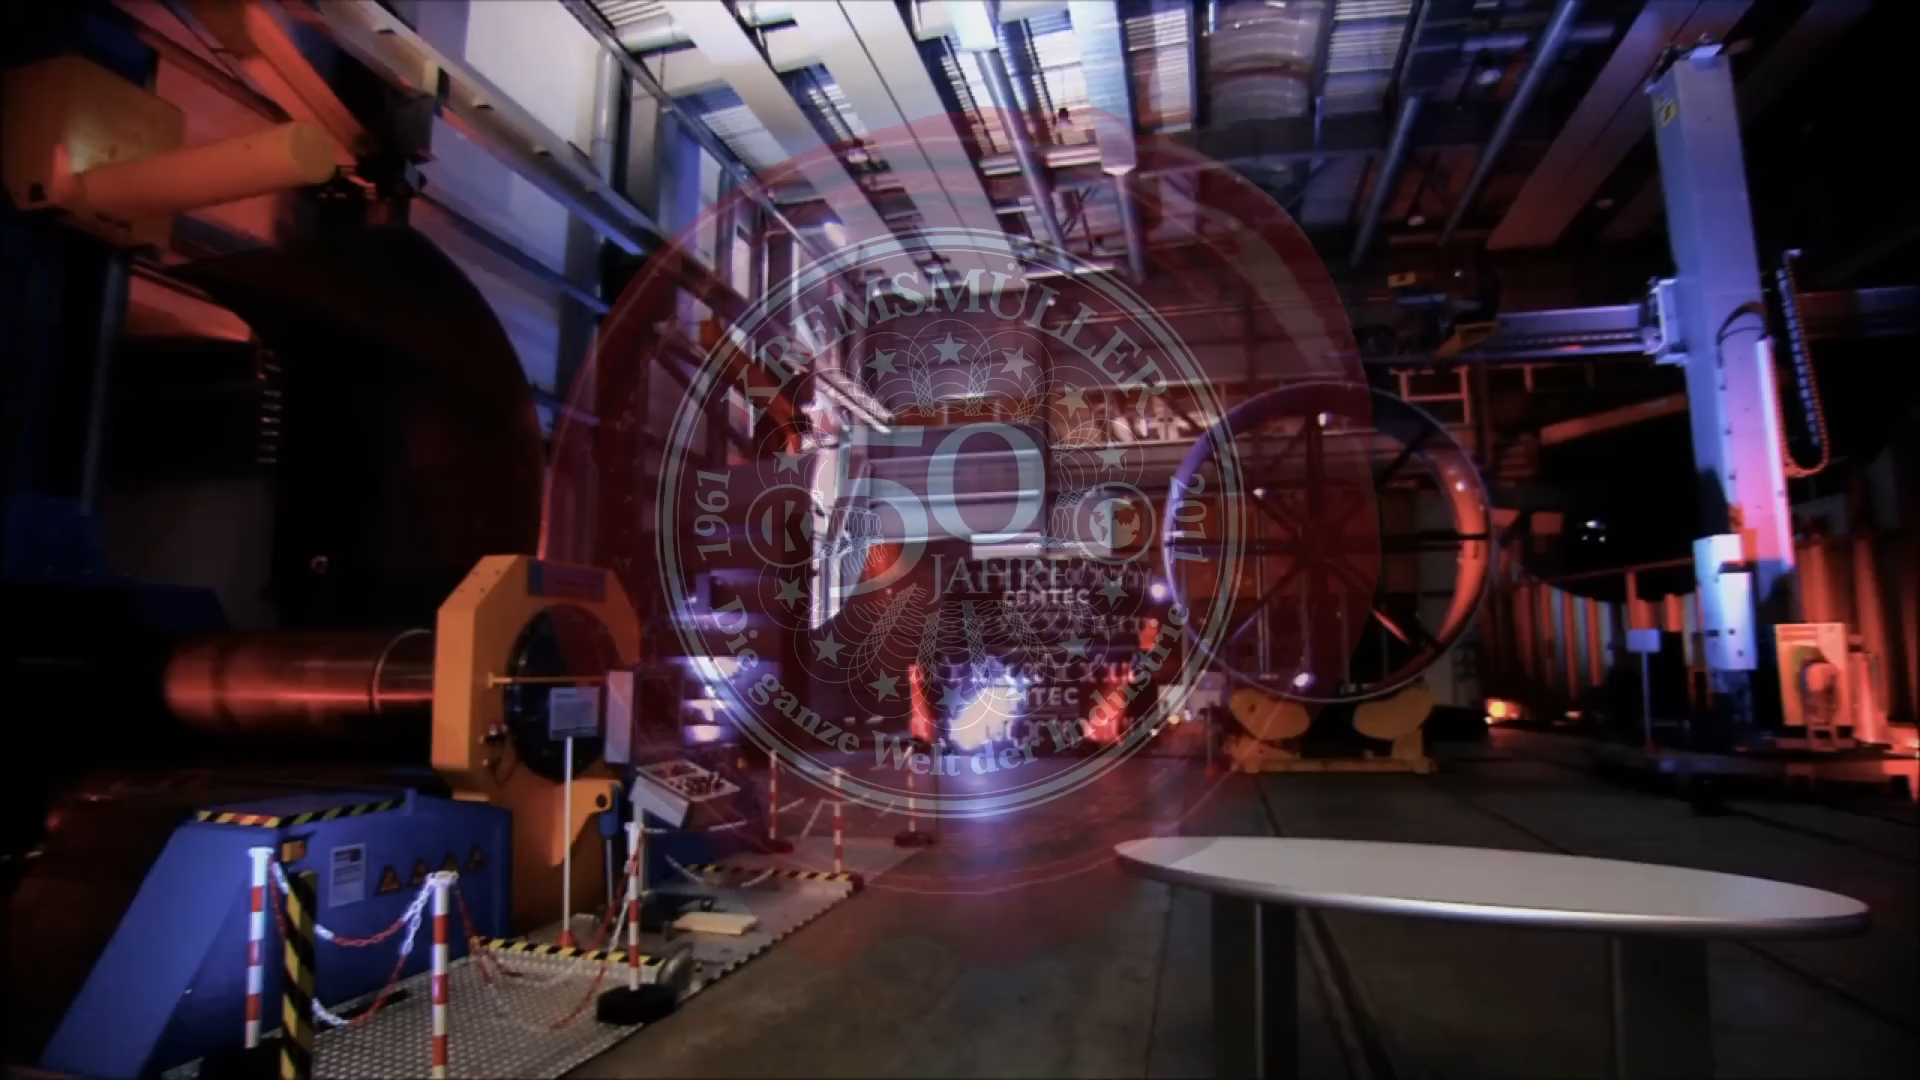 KREMSMÜLLER
1961
50
2011
JAHRE
CEMTEC
Die ganze Welt der Industrie